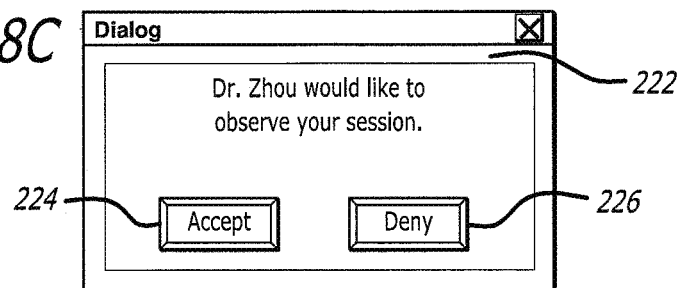 8C
Dialog
Dr. Zhou would like to
observe your session.
222
224
Accept
Deny
226